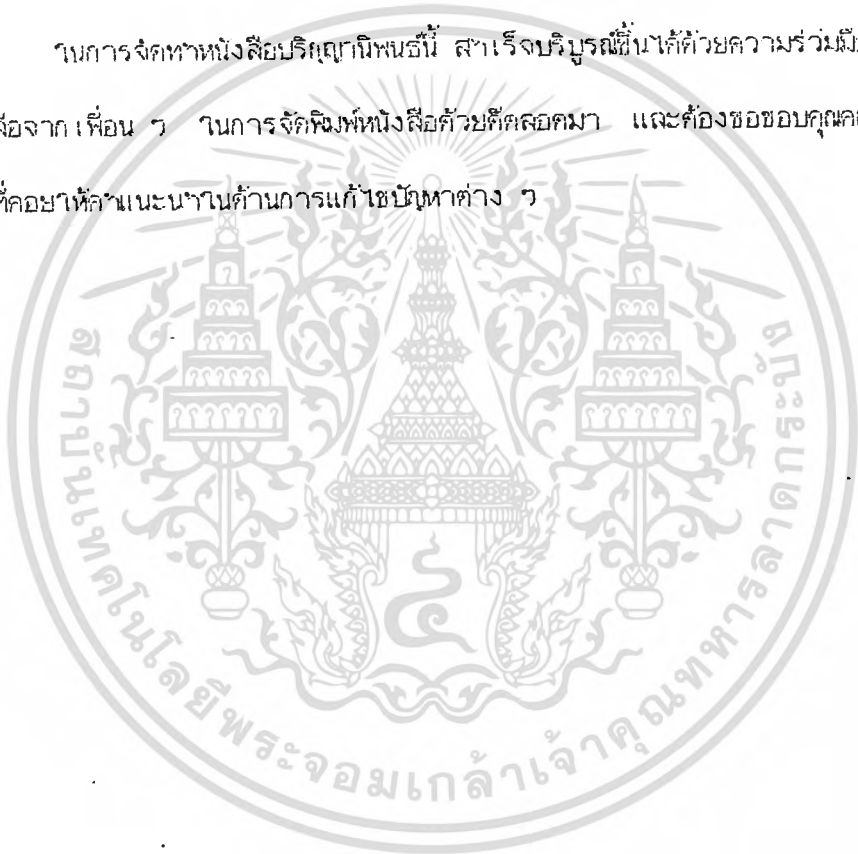 ในการจัดทำหนังสือปริญญานิพนธ์นี้ สำเร็จบริบูรณ์ขึ้นได้ด้วยความร่วมมือ
จากเพื่อน ๆ ในการจัดพิมพ์หนังสือด้วยดีตลอดมา และต้องขอขอบคุณ
ที่คอยให้คำแนะนำในด้านการแก้ไขปัญหาต่าง ๆ
สถาบันเทคโนโลยีพระจอมเกล้าเจ้าคุณทหารลาดกระบัง
๔